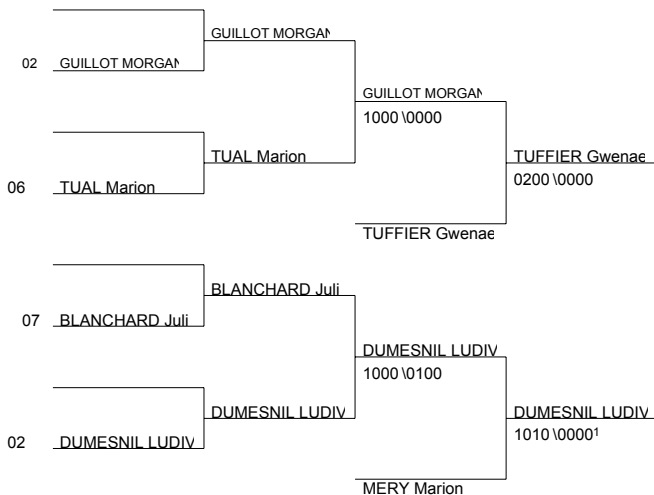 GUILLOT MORGAN
02 GUILLOT MORGAN
GUILLOT MORGAN
1000 \0000
TUAL Marion
TUFFIER Gwenae
0200 \0000
06 TUAL Marion
TUFFIER Gwenae
BLANCHARD Juli
07 BLANCHARD Juli
DUMESNIL LUDIV
1000 \0100
DUMESNIL LUDIV
DUMESNIL LUDIV
1010 \0000¹
02 DUMESNIL LUDIV
MERY Marion